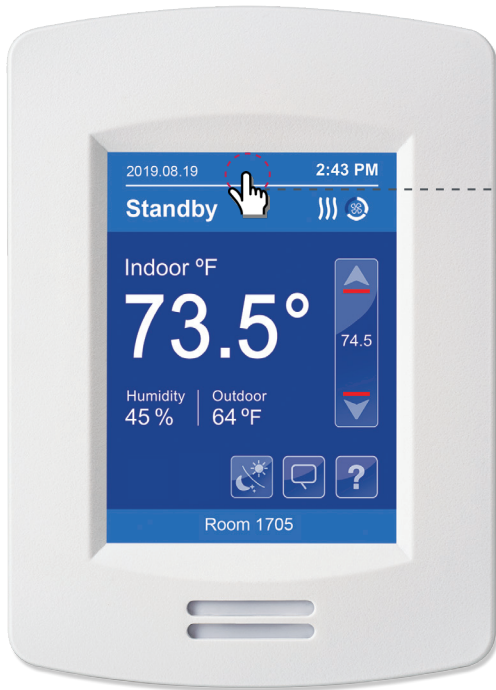 2019.08.19 2:43 PM
Standby
Indoor ºF
73.5°
74.5
Humidity Outdoor
45 % 64 ºF
?
Room 1705